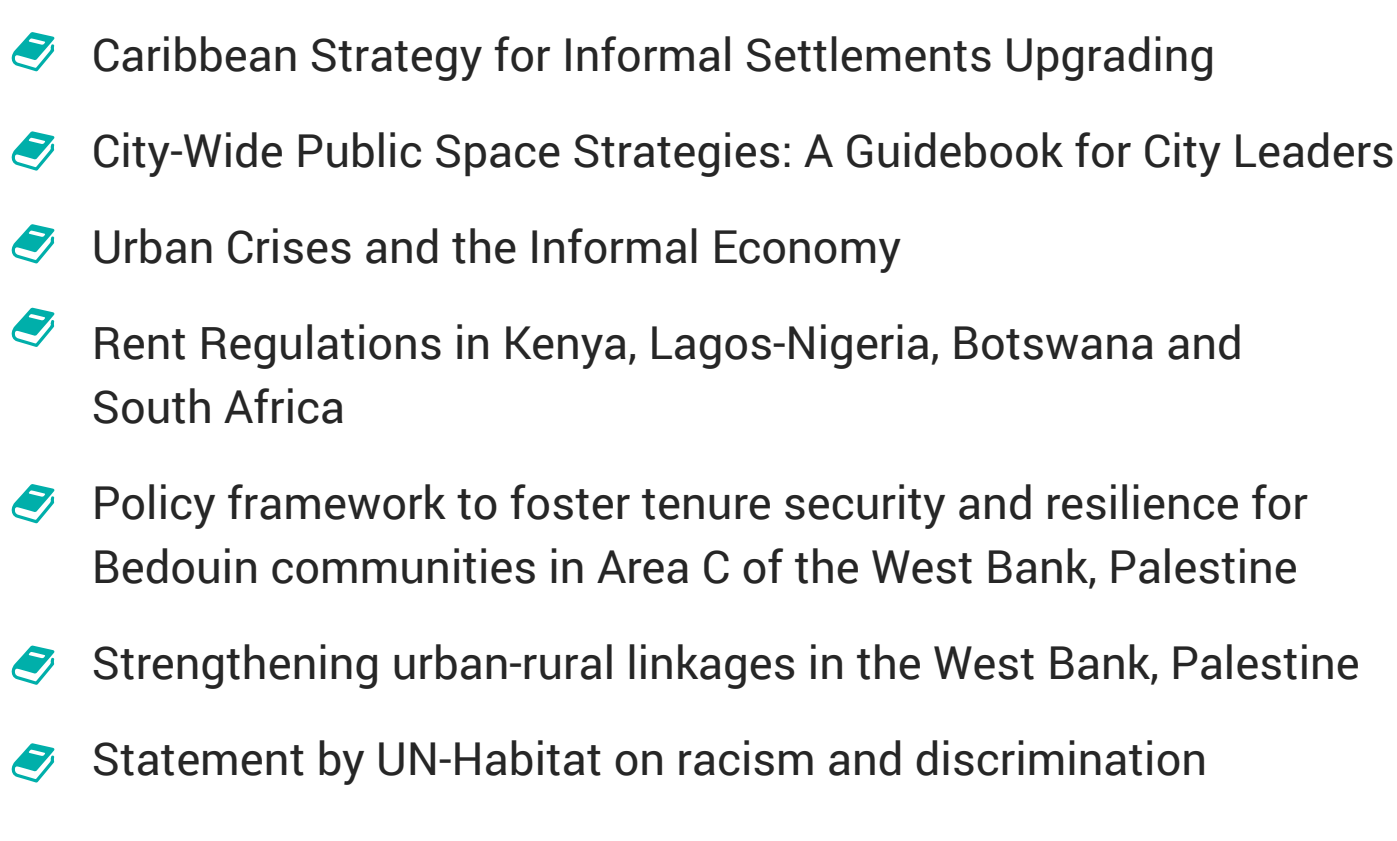 Caribbean Strategy for Informal Settlements Upgrading
City-Wide Public Space Strategies: A Guidebook for City Leaders
Urban Crises and the Informal Economy
Rent Regulations in Kenya, Lagos-Nigeria, Botswana and
South Africa
Policy framework to foster tenure security and resilience for
Bedouin communities in Area C of the West Bank, Palestine
Strengthening urban-rural linkages in the West Bank, Palestine
Statement by UN-Habitat on racism and discrimination